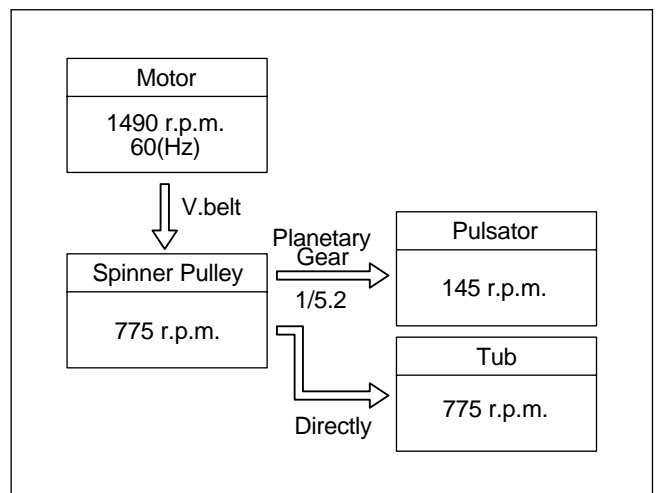 Motor
1490 r.p.m.
60(Hz)
V.belt
Spinner Pulley
775 r.p.m.
Planetary
Gear
1/5.2
Pulsator
145 r.p.m.
Directly
Tub
775 r.p.m.